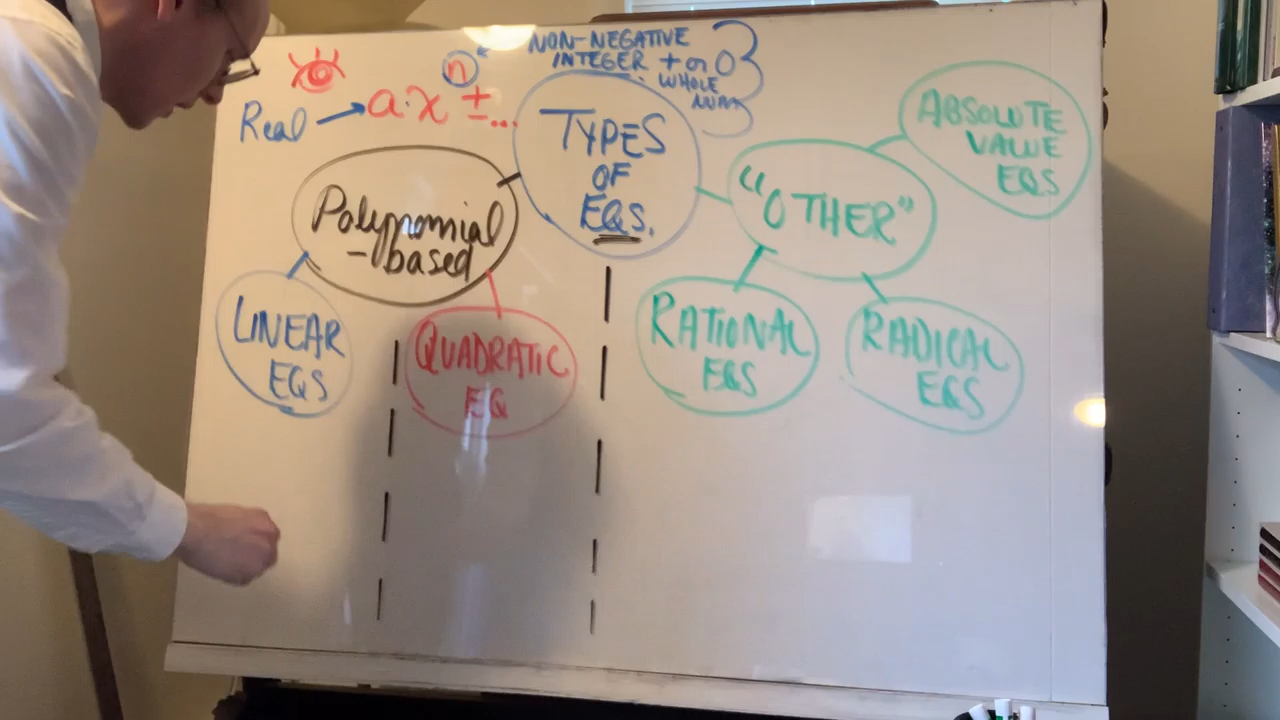 NON-NEGATIVE
INTEGER + or 0
WHOLE
NUM
n
Real → a·x ± ...
TYPES
OF
EQS.
Polynomial
-based
"OTHER"
ABSOLUTE
VALUE
EQS
LINEAR
EQS
QUADRATIC
EQ
RATIONAL
EQS
RADICAL
EQS